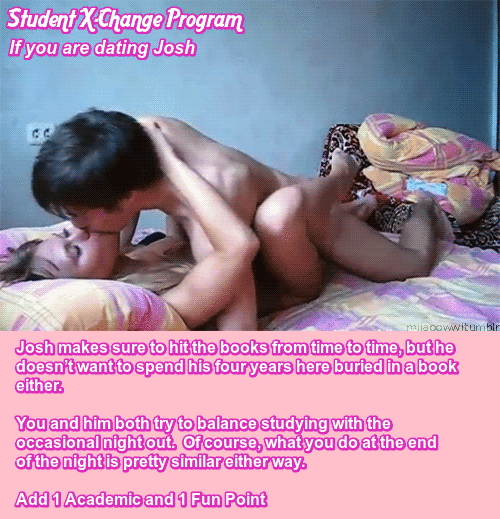 Student X-Change Program
If you are dating Josh
Josh makes sure to hit the books from time to time, but he
doesn't want to spend his four years here buried in a book
either.
You and him both try to balance studying with the
occasional night out. Of course, what you do at the end
of the night is pretty similar either way.
Add 1 Academic and 1 Fun Point